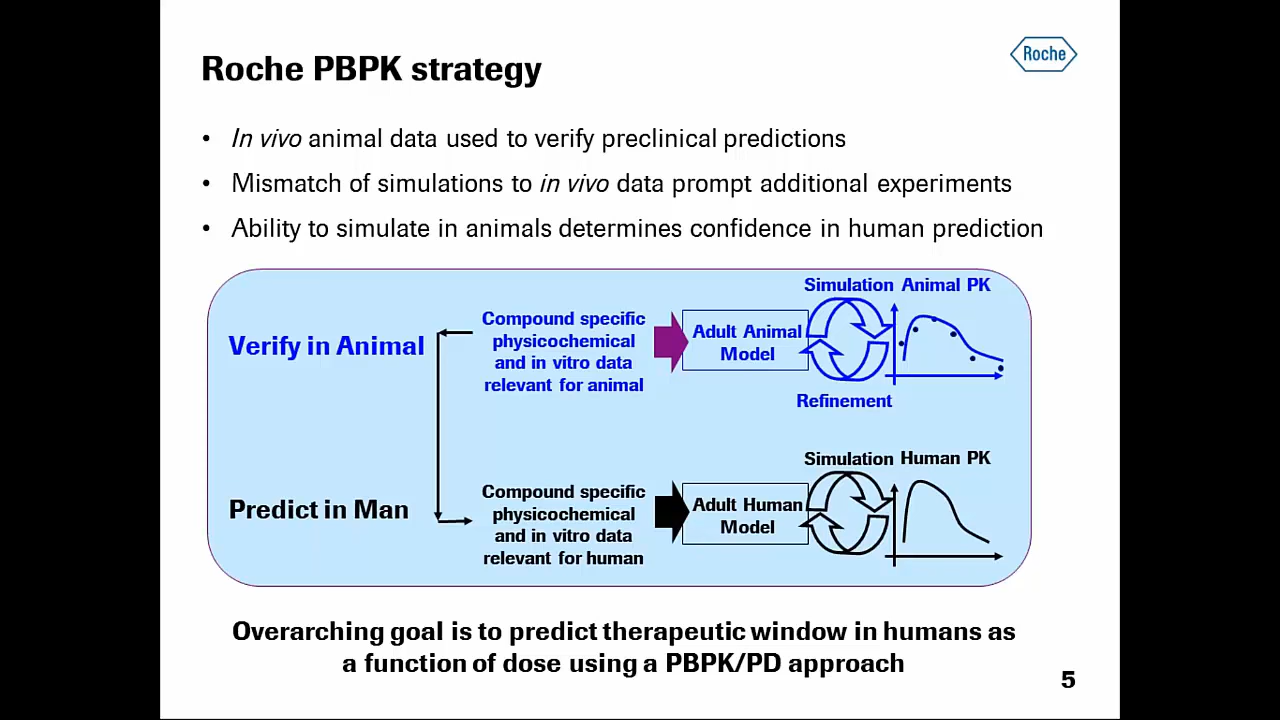 Roche PBPK strategy
Roche
• In vivo animal data used to verify preclinical predictions
• Mismatch of simulations to in vivo data prompt additional experiments
• Ability to simulate in animals determines confidence in human prediction
Verify in Animal
Compound specific
physicochemical
and in vitro data
relevant for animal
Adult Animal
Model
Simulation
Animal PK
Refinement
Predict in Man
Compound specific
physicochemical
and in vitro data
relevant for human
Adult Human
Model
Simulation
Human PK
Overarching goal is to predict therapeutic window in humans as
a function of dose using a PBPK/PD approach
5